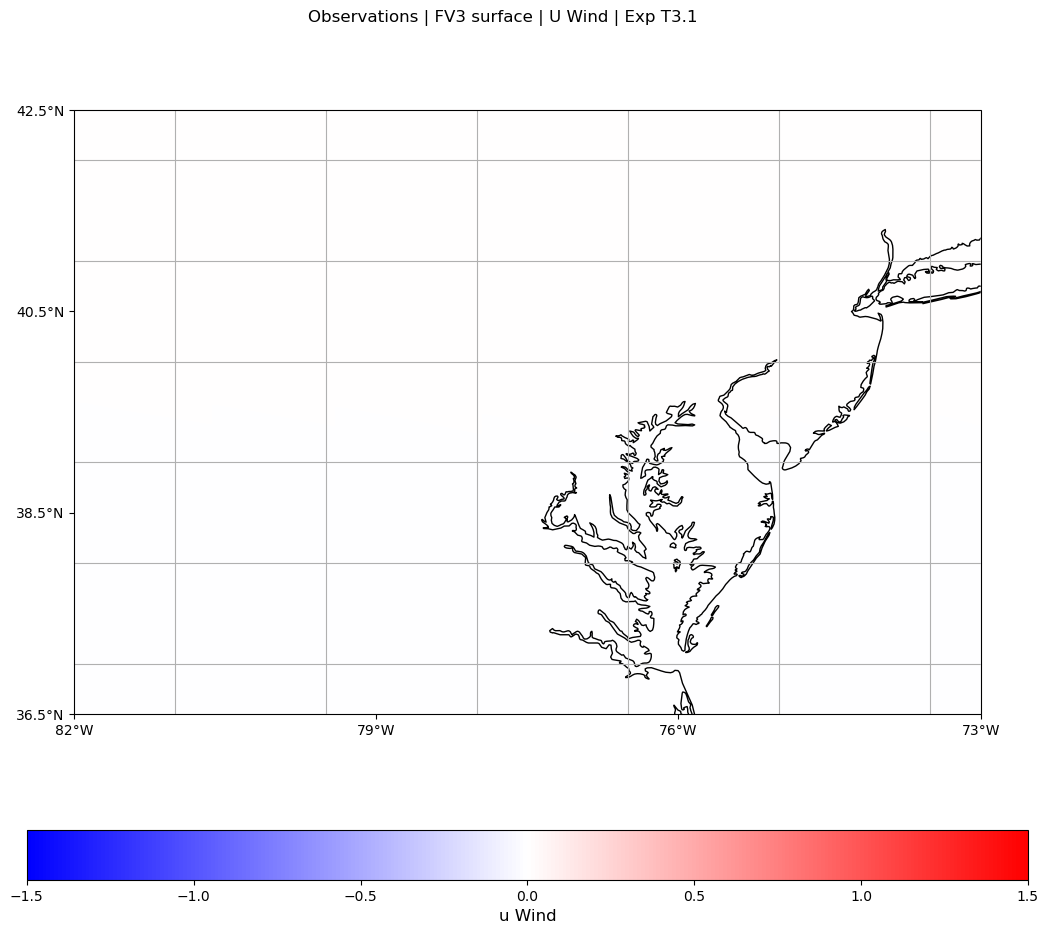 Observations | FV3 surface | U Wind | Exp T3.1
42.5°N
40.5°N
38.5°N
36.5°N
82°W 79°W 76°W 73°W
−1.5 −1.0 −0.5 0.0 0.5 1.0 1.5
u Wind